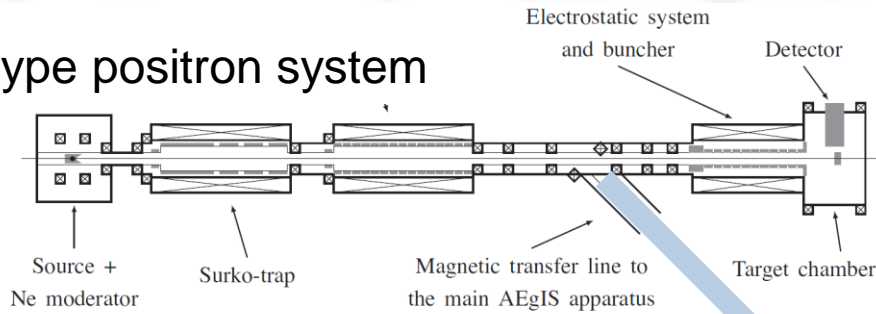 Electrostatic system
and buncher
Detector
ype positron system
Source +
Ne moderator
Surko-trap
Magnetic transfer line to
the main AEgIS apparatus
Target chamber